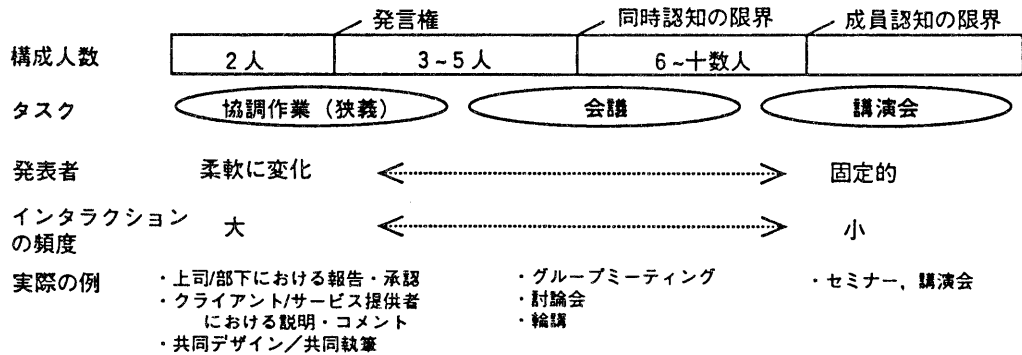 発言権 同時認知の限界 成員認知の限界
構成人数 2人 3~5人 6~十数人
タスク 協調作業（狭義） 会議 講演会
発表者 柔軟に変化 固定的
インタラクション
の頻度 大 小
実際の例 ・上司/部下における報告・承認 ・グループミーティング ・セミナー，講演会
・クライアント/サービス提供者 ・討論会
における説明・コメント ・輪講
・共同デザイン／共同執筆